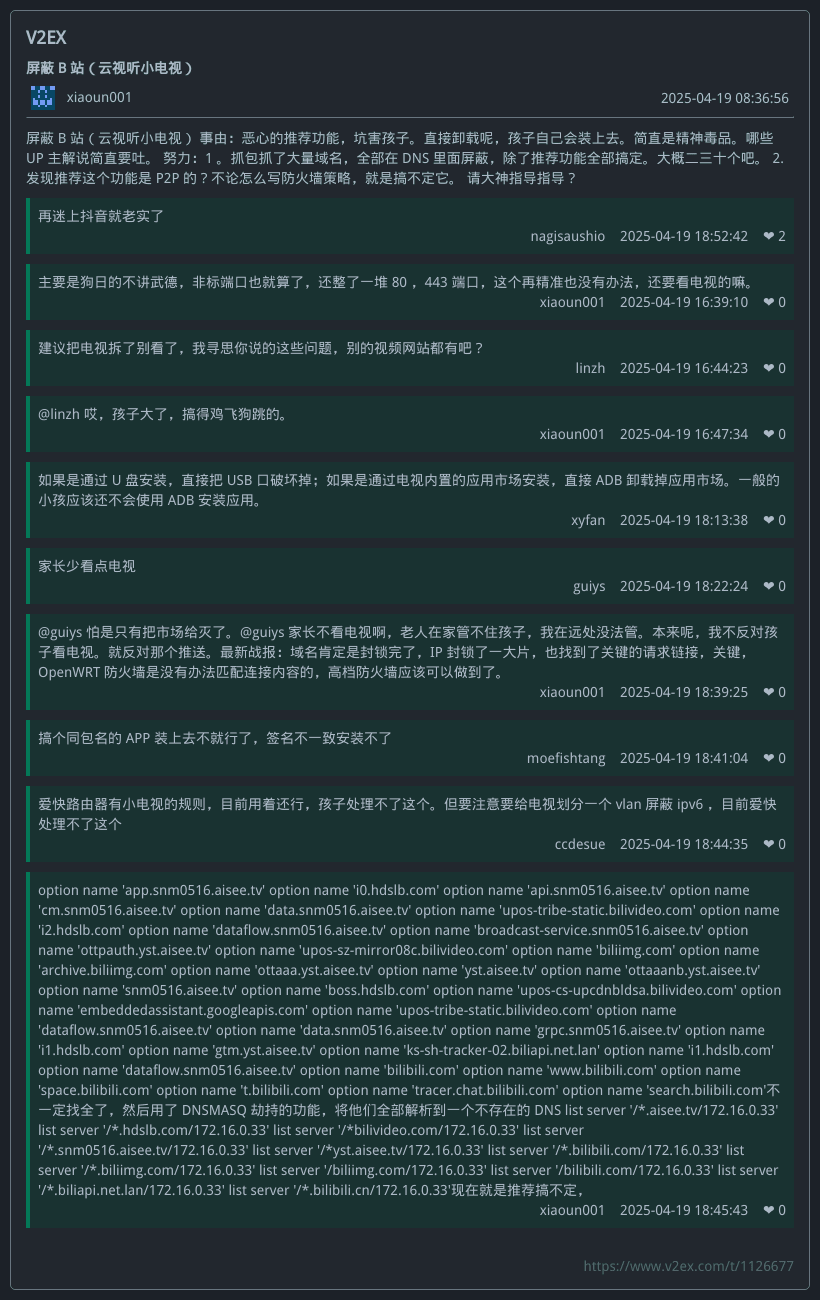 V2EX
屏蔽 B 站（云视听小电视）
xiaoun001
2025-04-19 08:36:56
屏蔽 B 站（云视听小电视） 事由：恶心的推荐功能，坑害孩子。直接卸载呢，孩子自己会装上去。简直是精神毒品。哪些
UP 主解说简直要吐。 努力：1 。抓包抓了大量域名，全部在 DNS 里面屏蔽，除了推荐功能全部搞定。大概二三十个吧。 2.
发现推荐这个功能是 P2P 的？不论怎么写防火墙策略，就是搞不定它。 请大神指导指导？
再迷上抖音就老实了
nagisaushio 2025-04-19 18:52:42 ❤ 2
主要是狗日的不讲武德，非标端口也就算了，还整了一堆 80 ，443 端口，这个再精准也没有办法，还要看电视的嘛。
xiaoun001 2025-04-19 16:39:10 ❤ 0
建议把电视拆了别看了，我寻思你说的这些问题，别的视频网站都有吧？
linzh 2025-04-19 16:44:23 ❤ 0
@linzh 哎，孩子大了，搞得鸡飞狗跳的。
xiaoun001 2025-04-19 16:47:34 ❤ 0
如果是通过 U 盘安装，直接把 USB 口破坏掉；如果是通过电视内置的应用市场安装，直接 ADB 卸载掉应用市场。一般的
小孩应该还不会使用 ADB 安装应用。
xyfan 2025-04-19 18:13:38 ❤ 0
家长少看点电视
guiys 2025-04-19 18:22:24 ❤ 0
@guiys 怕是只有把市场给灭了。@guiys 家长不看电视啊，老人在家管不住孩子，我在远处没法管。本来呢，我不反对孩
子看电视。就反对那个推送。最新战报：域名肯定是封锁完了，IP 封锁了一大片，也找到了关键的请求链接，关键，
OpenWRT 防火墙是没有办法匹配连接内容的，高档防火墙应该可以做到了。
xiaoun001 2025-04-19 18:39:25 ❤ 0
搞个同包名的 APP 装上去不就行了，签名不一致安装不了
moefishtang 2025-04-19 18:41:04 ❤ 0
爱快路由器有小电视的规则，目前用着还行，孩子处理不了这个。但要注意要给电视划分一个 vlan 屏蔽 ipv6 ，目前爱快
处理不了这个
ccdesue 2025-04-19 18:44:35 ❤ 0
option name 'app.snm0516.aisee.tv' option name 'i0.hdslb.com' option name 'api.snm0516.aisee.tv' option name
'cm.snm0516.aisee.tv' option name 'data.snm0516.aisee.tv' option name 'upos-tribe-static.bilivideo.com' option name
'i2.hdslb.com' option name 'dataflow.snm0516.aisee.tv' option name 'broadcast-service.snm0516.aisee.tv' option
name 'ottpauth.yst.aisee.tv' option name 'upos-sz-mirror08c.bilivideo.com' option name 'biliimg.com' option name
'archive.biliimg.com' option name 'ottaaa.yst.aisee.tv' option name 'yst.aisee.tv' option name 'ottaaanb.yst.aisee.tv'
option name 'snm0516.aisee.tv' option name 'boss.hdslb.com' option name 'upos-cs-upcdnbldsa.bilivideo.com' option
name 'embeddedassistant.googleapis.com' option name 'upos-tribe-static.bilivideo.com' option name
'dataflow.snm0516.aisee.tv' option name 'data.snm0516.aisee.tv' option name 'grpc.snm0516.aisee.tv' option name
'i1.hdslb.com' option name 'gtm.yst.aisee.tv' option name 'ks-sh-tracker-02.biliapi.net.lan' option name 'i1.hdslb.com'
option name 'dataflow.snm0516.aisee.tv' option name 'bilibili.com' option name 'www.bilibili.com' option name
'space.bilibili.com' option name 't.bilibili.com' option name 'tracer.chat.bilibili.com' option name 'search.bilibili.com'不
一定找全了，然后用了 DNSMASQ 劫持的功能，将他们全部解析到一个不存在的 DNS list server '/*.aisee.tv/172.16.0.33'
list server '/*.hdslb.com/172.16.0.33' list server '/*bilivideo.com/172.16.0.33' list server
'/*.snm0516.aisee.tv/172.16.0.33' list server '/*yst.aisee.tv/172.16.0.33' list server '/*.bilibili.com/172.16.0.33' list
server '/*.biliimg.com/172.16.0.33' list server '/biliimg.com/172.16.0.33' list server '/bilibili.com/172.16.0.33' list server
'/*.biliapi.net.lan/172.16.0.33' list server '/*.bilibili.cn/172.16.0.33'现在就是推荐搞不定，
xiaoun001 2025-04-19 18:45:43 ❤ 0
https://www.v2ex.com/t/1126677